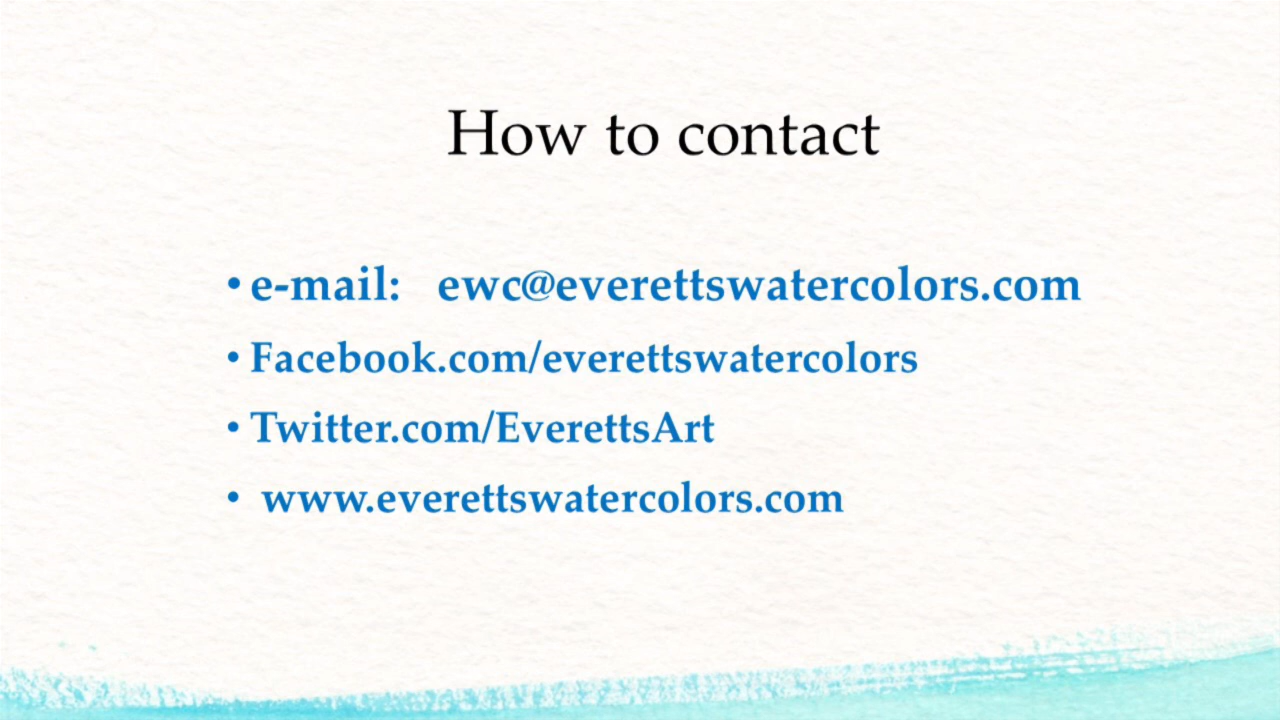 How to contact
• e-mail: ewc@everettswatercolors.com
• Facebook.com/everettswatercolors
• Twitter.com/EverettsArt
• www.everettswatercolors.com